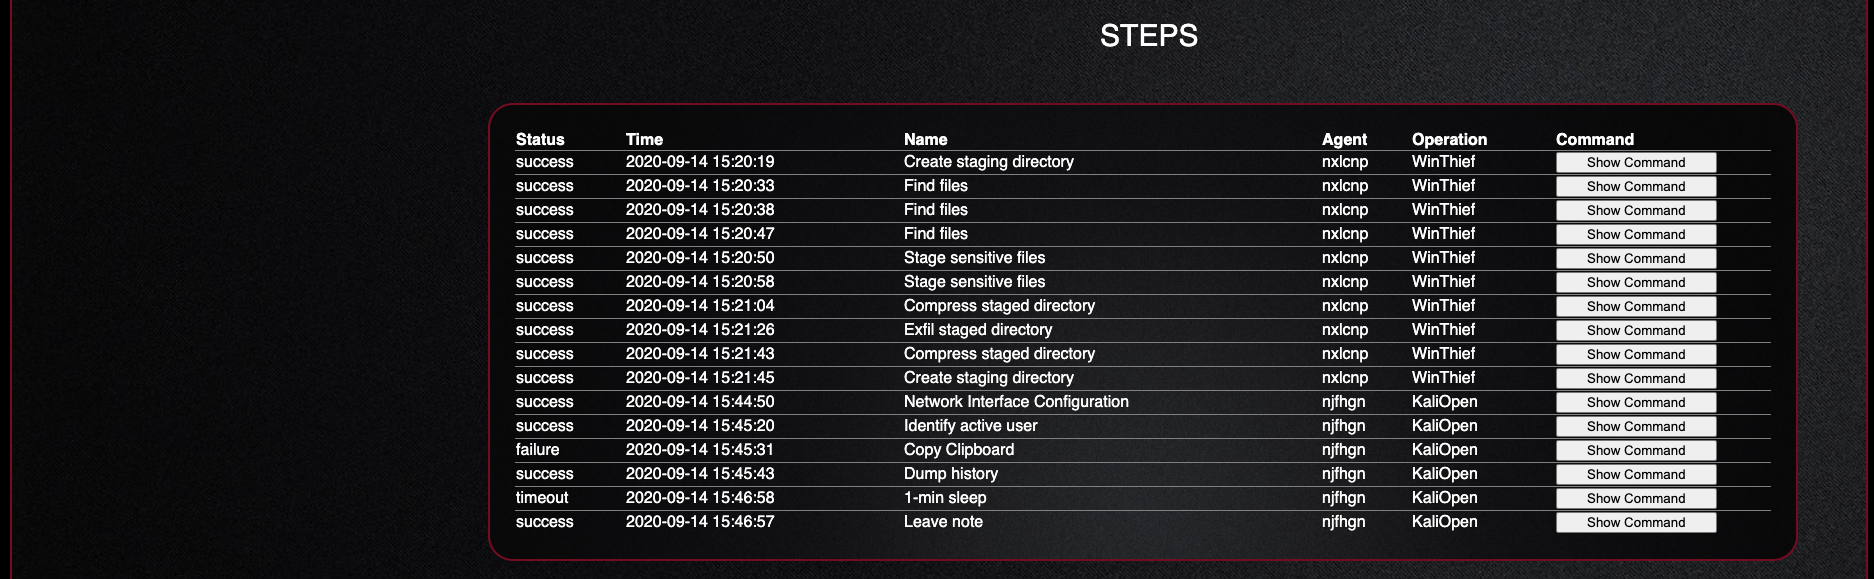 STEPS
Status Time Name Agent Operation Command
success 2020-09-14 15:20:19 Create staging directory nxlcnp WinThief Show Command
success 2020-09-14 15:20:33 Find files nxlcnp WinThief Show Command
success 2020-09-14 15:20:38 Find files nxlcnp WinThief Show Command
success 2020-09-14 15:20:47 Find files nxlcnp WinThief Show Command
success 2020-09-14 15:20:50 Stage sensitive files nxlcnp WinThief Show Command
success 2020-09-14 15:20:58 Stage sensitive files nxlcnp WinThief Show Command
success 2020-09-14 15:21:04 Compress staged directory nxlcnp WinThief Show Command
success 2020-09-14 15:21:26 Exfil staged directory nxlcnp WinThief Show Command
success 2020-09-14 15:21:43 Compress staged directory nxlcnp WinThief Show Command
success 2020-09-14 15:21:45 Create staging directory nxlcnp WinThief Show Command
success 2020-09-14 15:44:50 Network Interface Configuration njfhgn KaliOpen Show Command
success 2020-09-14 15:45:20 Identify active user njfhgn KaliOpen Show Command
failure 2020-09-14 15:45:31 Copy Clipboard njfhgn KaliOpen Show Command
success 2020-09-14 15:45:43 Dump history njfhgn KaliOpen Show Command
timeout 2020-09-14 15:46:58 1-min sleep njfhgn KaliOpen Show Command
success 2020-09-14 15:46:57 Leave note njfhgn KaliOpen Show Command